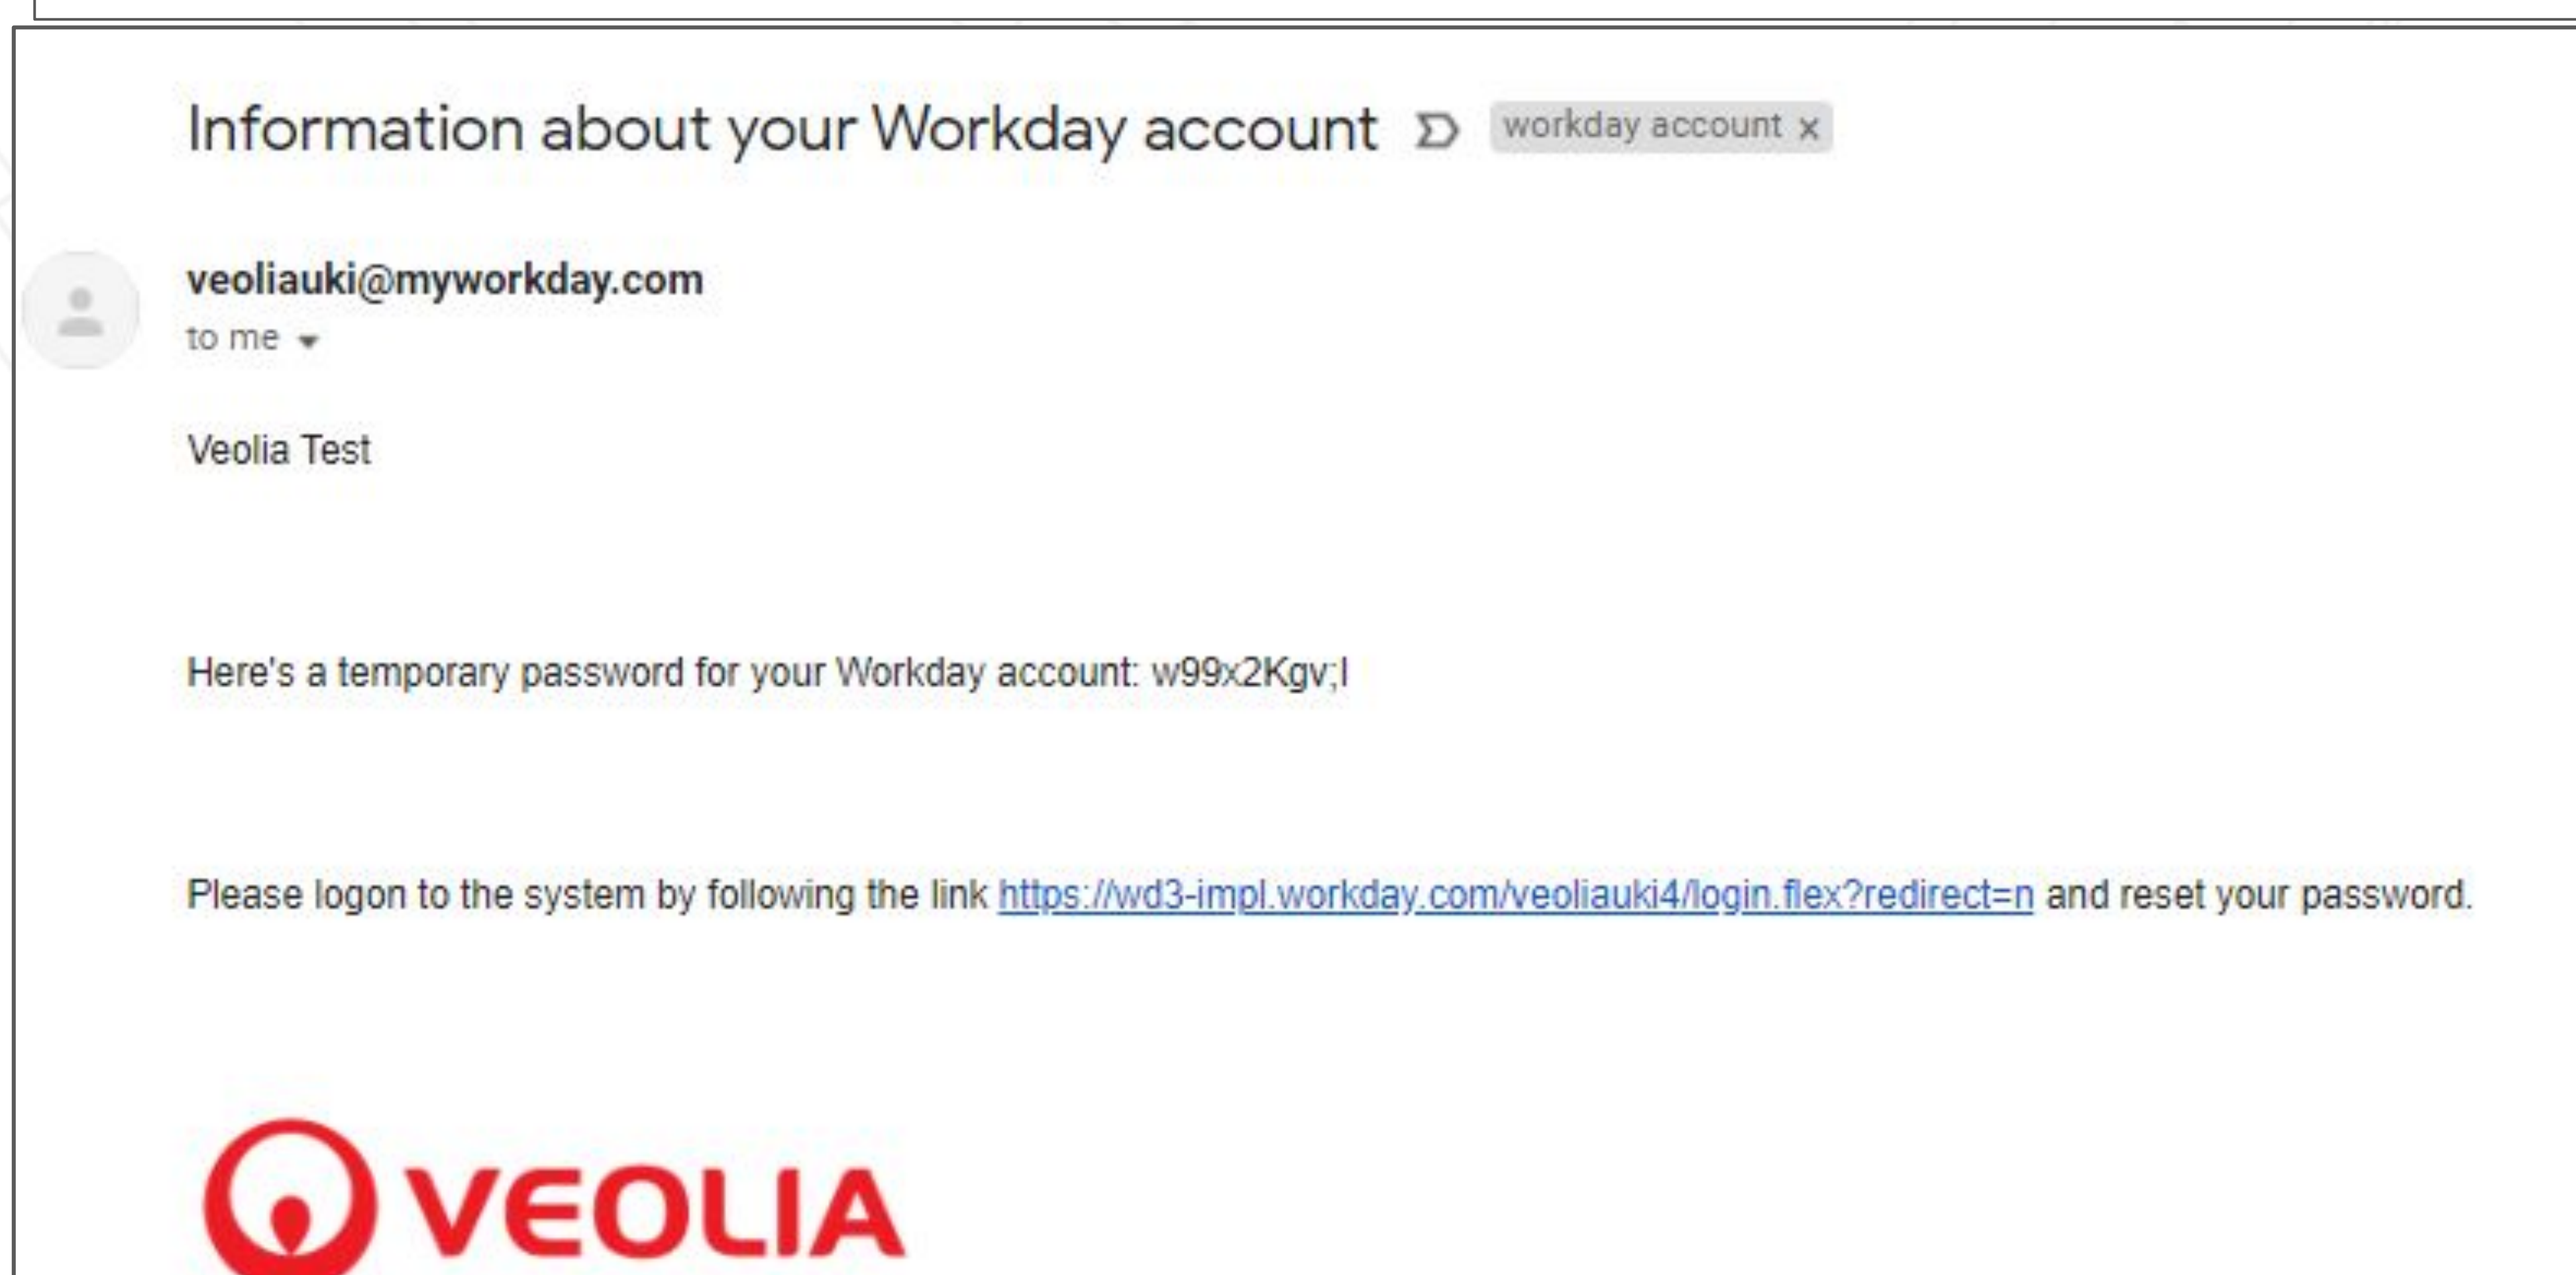 Information about your Workday account workday account x
veoliauki@myworkday.com
to me
Veolia Test
Here's a temporary password for your Workday account: w99x2Kgv;l
Please logon to the system by following the link https://wd3-impl.workday.com/veoliauki4/login.flex?redirect=n and reset your password.
VEOLIA